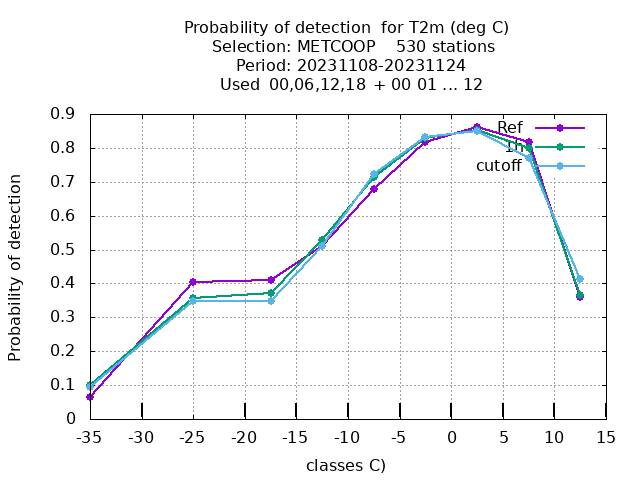 Probability of detection  for T2m (deg C)
Selection: METCOOP    530 stations
Period: 20231108-20231124
Used  00,06,12,18  + 00 01 ... 12
Probability of detection
0.9
0.8
0.7
0.6
0.5
0.4
0.3
0.2
0.1
0
Ref
1h
cutoff
-35 -30 -25 -20 -15 -10 -5 0 5 10 15
classes C)